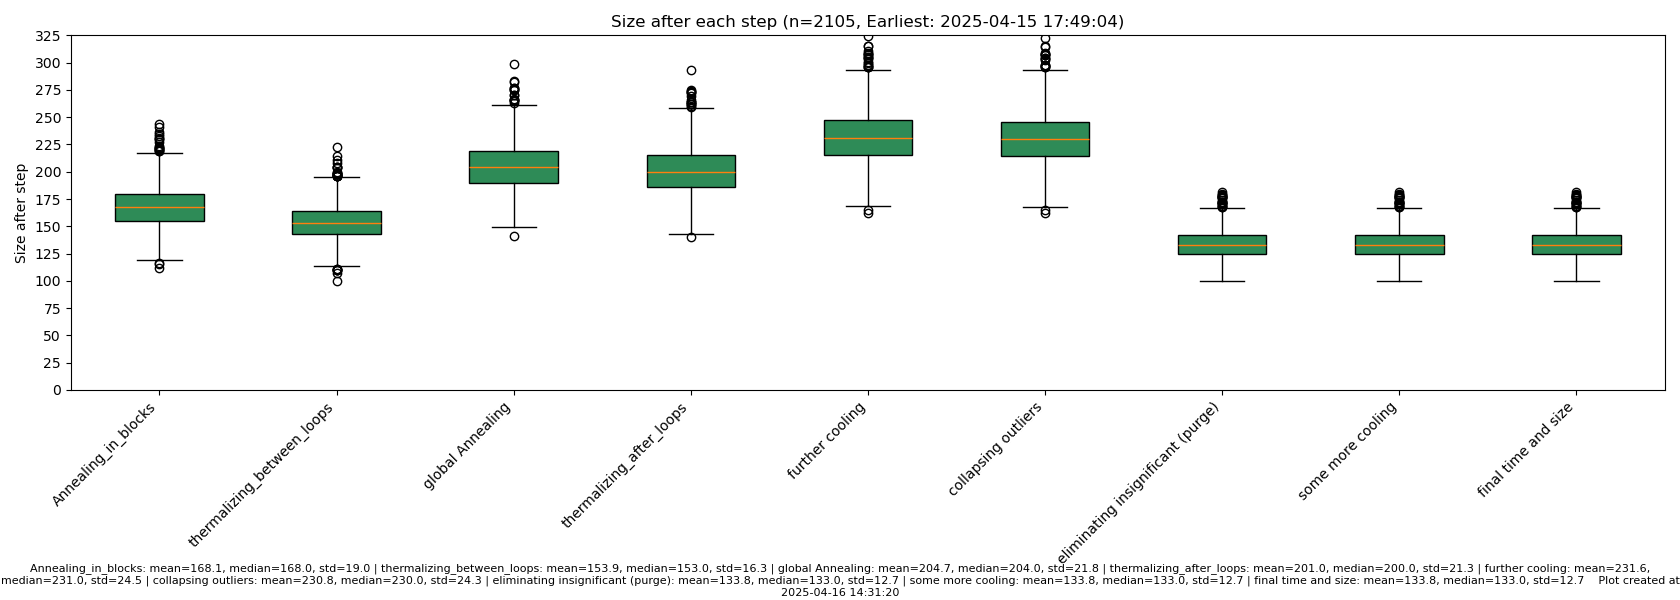 Size after each step (n=2105, Earliest: 2025-04-15 17:49:04)
Size after step
325
300
275
250
225
200
175
150
125
100
75
50
25
0
Annealing_in_blocks
thermalizing_between_loops
global Annealing
thermalizing_after_loops
further cooling
collapsing outliers
eliminating insignificant (purge)
some more cooling
final time and size
Annealing_in_blocks: mean=168.1, median=168.0, std=19.0 | thermalizing_between_loops: mean=153.9, median=153.0, std=16.3 | global Annealing: mean=204.7, median=204.0, std=21.8 | thermalizing_after_loops: mean=201.0, median=200.0, std=21.3 | further cooling: mean=231.6,
median=231.0, std=24.5 | collapsing outliers: mean=230.8, median=230.0, std=24.3 | eliminating insignificant (purge): mean=133.8, median=133.0, std=12.7 | some more cooling: mean=133.8, median=133.0, std=12.7 | final time and size: mean=133.8, median=133.0, std=12.7    Plot created at
2025-04-16 14:31:20